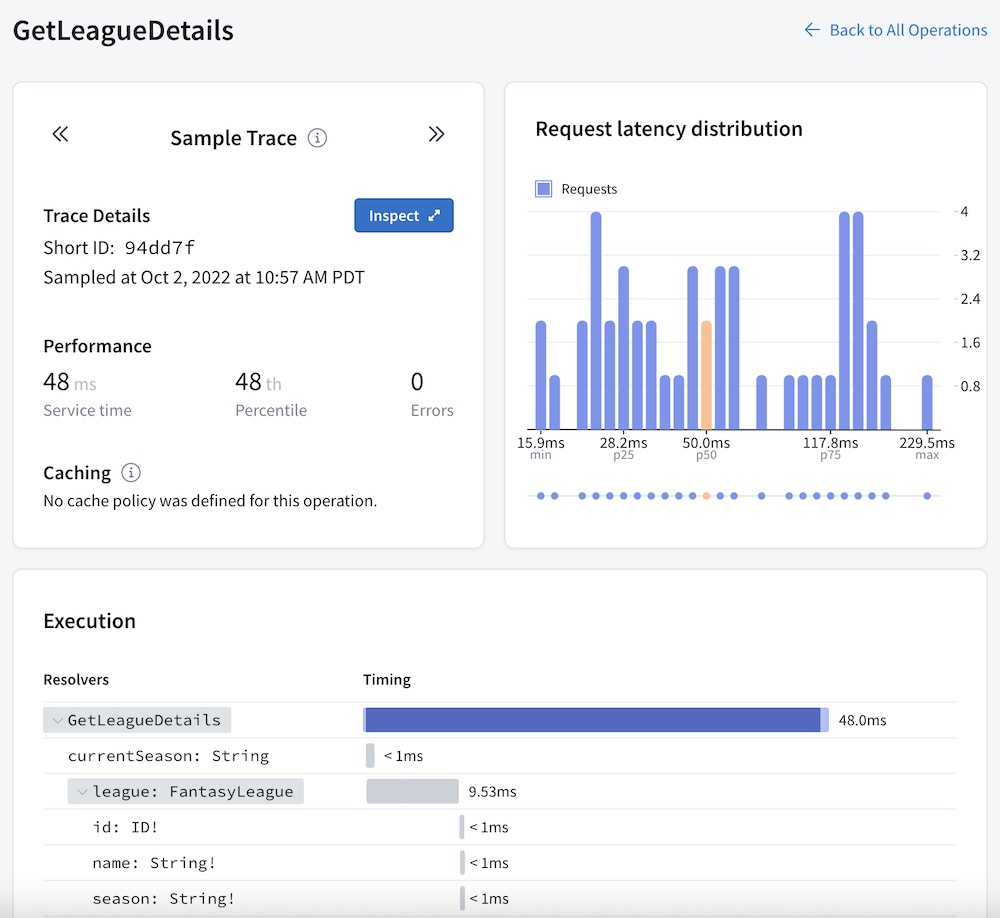 GetLeagueDetails
Back to All Operations
Sample Trace
Trace Details
Inspect
Short ID: 94dd7f
Sampled at Oct 2, 2022 at 10:57 AM PDT
Performance
48 ms
48 th
0
Service time
Percentile
Errors
Caching
No cache policy was defined for this operation.
Request latency distribution
Requests
4
3.2
2.4
1.6
0.8
15.9ms 28.2ms 50.0ms 117.8ms 229.5ms
min p25 p50 p75 max
Execution
Resolvers Timing
GetLeagueDetails 48.0ms
currentSeason: String <1ms
league: FantasyLeague 9.53ms
id: ID! <1ms
name: String! <1ms
season: String! <1ms